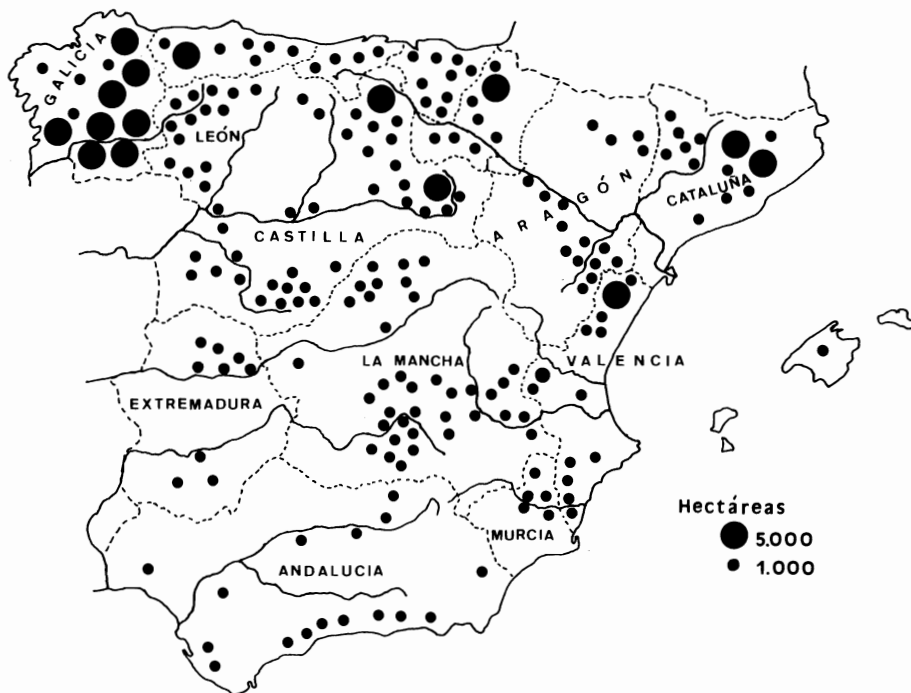 GALICIA
LEÓN
CASTILLA
ARAGÓN
CATALUÑA
LA MANCHA
VALENCIA
EXTREMADURA
MURCIA
ANDALUCIA
Hectáreas
5.000
1.000